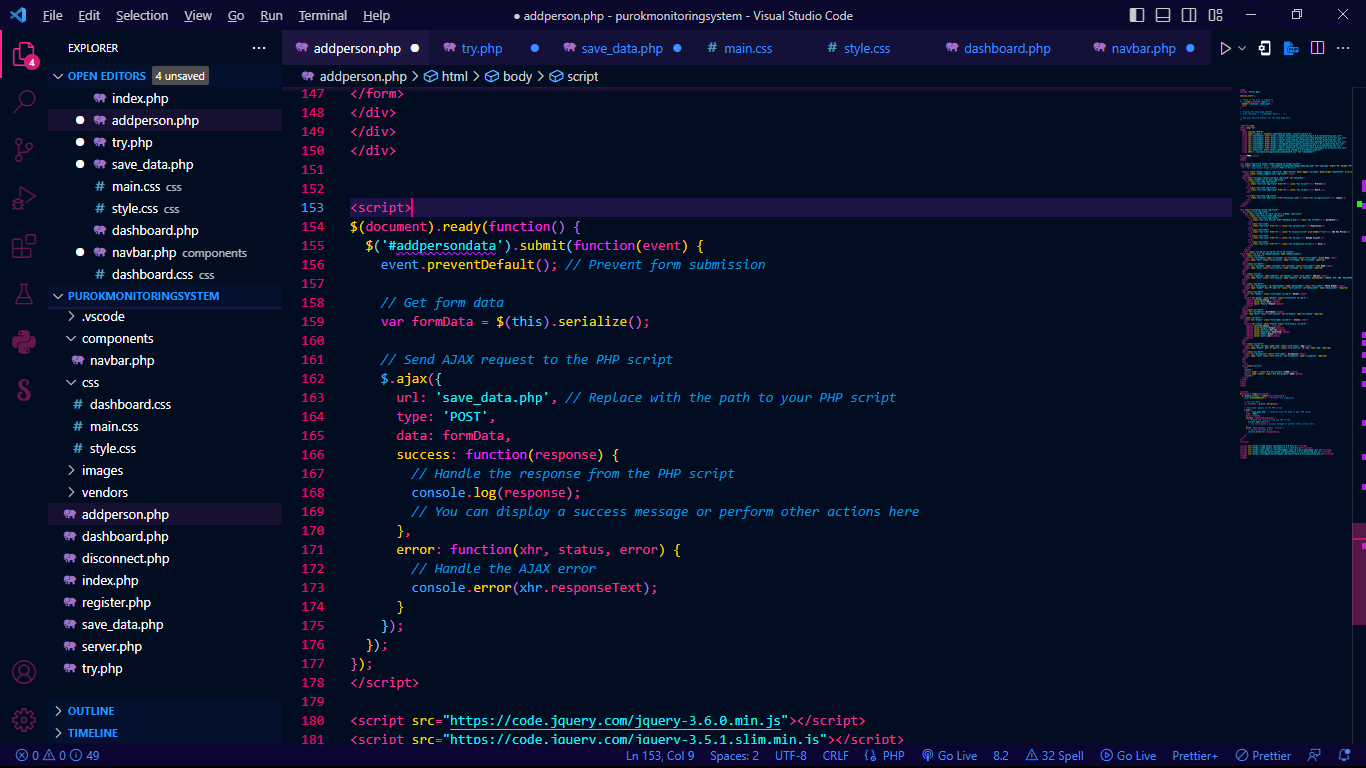 File Edit Selection View Go Run Terminal Help
● addperson.php - purokmonitoringsystem - Visual Studio Code
EXPLORER
OPEN EDITORS 4 unsaved
index.php
addperson.php
try.php
save_data.php
main.css css
style.css css
dashboard.php
navbar.php components
dashboard.css css
PUROKMONITORINGSYSTEM
.vscode
components
navbar.php
css
dashboard.css
main.css
style.css
images
vendors
addperson.php
dashboard.php
disconnect.php
index.php
register.php
save_data.php
server.php
try.php
OUTLINE
TIMELINE
4
addperson.php try.php save_data.php main.css style.css dashboard.php navbar.php
addperson.php > html > body > script
147 </form>
148 </div>
149 </div>
150 </div>
151
152
153 <script>
154 $(document).ready(function() {
155 $('#addpersondata').submit(function(event) {
156 event.preventDefault(); // Prevent form submission
157
158 // Get form data
159 var formData = $(this).serialize();
160
161 // Send AJAX request to the PHP script
162 $.ajax({
163 url: 'save_data.php', // Replace with the path to your PHP script
164 type: 'POST',
165 data: formData,
166 success: function(response) {
167 // Handle the response from the PHP script
168 console.log(response);
169 // You can display a success message or perform other actions here
170 },
171 error: function(xhr, status, error) {
172 // Handle the AJAX error
173 console.error(xhr.responseText);
174 }
175 });
176 });
177 });
178 </script>
179
180 <script src="https://code.jquery.com/jquery-3.6.0.min.js"></script>
181 <script src="https://code.jquery.com/jquery-3.5.1.slim.min.js"></script>
0 0 49
Ln 153, Col 9 Spaces: 2 UTF-8 CRLF {} PHP Go Live 8.2 32 Spell Go Live Prettier+ Prettier